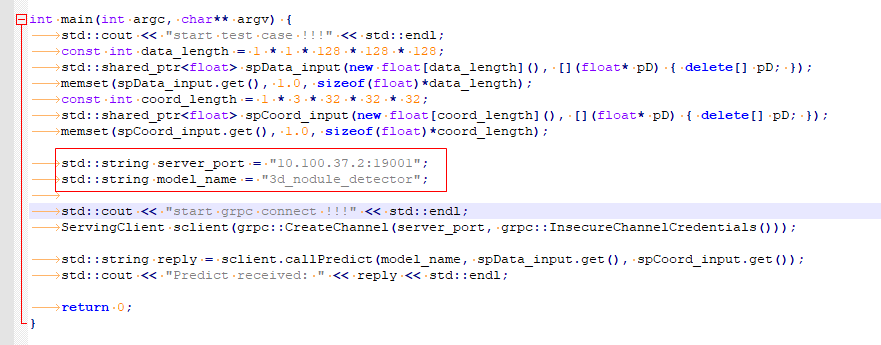 int main(int argc, char** argv) {
std::cout << "start test case !!!" << std::endl;
const int data_length = 1 * 1 * 128 * 128 * 128;
std::shared_ptr<float> spData_input(new float[data_length](), [](float* pD) { delete[] pD; });
memset(spData_input.get(), 1.0, sizeof(float)*data_length);
const int coord_length = 1 * 3 * 32 * 32 * 32;
std::shared_ptr<float> spCoord_input(new float[coord_length](), [](float* pD) { delete[] pD; });
memset(spCoord_input.get(), 1.0, sizeof(float)*coord_length);
std::string server_port = "10.100.37.2:19001";
std::string model_name = "3d_nodule_detector";
std::cout << "start grpc connect !!!" << std::endl;
ServingClient sclient(grpc::CreateChannel(server_port, grpc::InsecureChannelCredentials()));
std::string reply = sclient.callPredict(model_name, spData_input.get(), spCoord_input.get());
std::cout << "Predict received: " << reply << std::endl;
return 0;
}